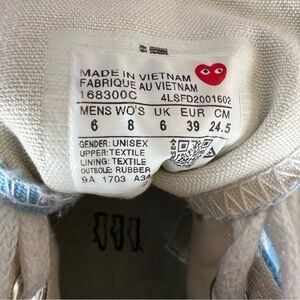 MADE IN VIETNAM
FABRIQUE AU VIETNAM
168300C 4LSFD2001602
MENS WO'S UK EUR CM
6 8 6 39 24.5
GENDER: UNISEX
UPPER: TEXTILE
LINING: TEXTILE
OUTSOLE: RUBBER
9A 1703 A34